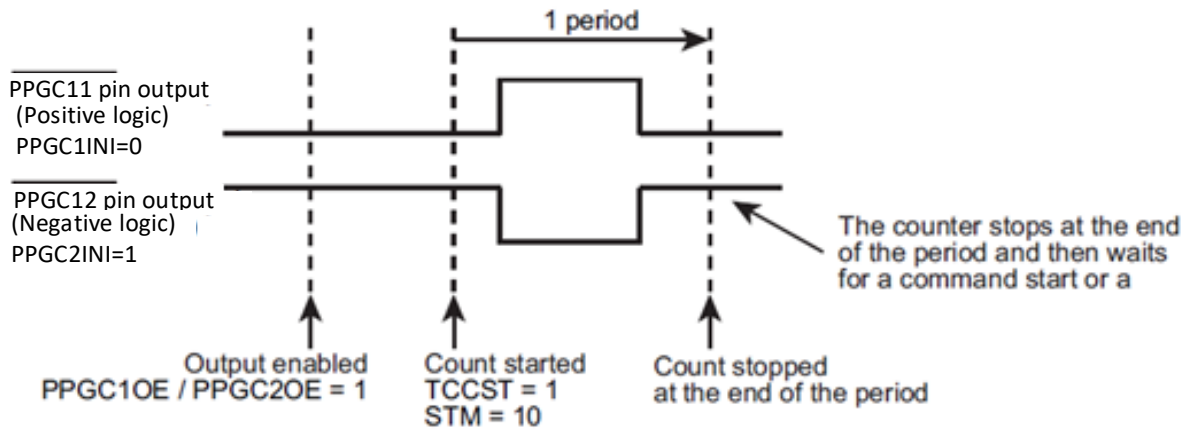 1 period
PPGC11 pin output
(Positive logic)
PPGC1INI=0
PPGC12 pin output
(Negative logic)
PPGC2INI=1
The counter stops at the end
of the period and then waits
for a command start or a
Output enabled
PPGC1OE / PPGC2OE = 1
Count started
TCCST = 1
STM = 10
Count stopped
at the end of the period